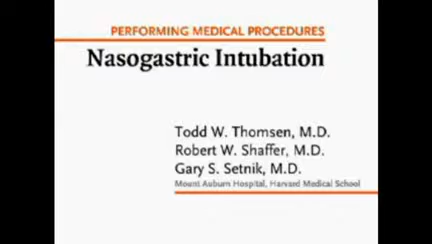 PERFORMING MEDICAL PROCEDURES
Nasogastric Intubation
Todd W. Thomsen, M.D.
Robert W. Shaffer, M.D.
Gary S. Setnik, M.D.
Mount Auburn Hospital, Harvard Medical School